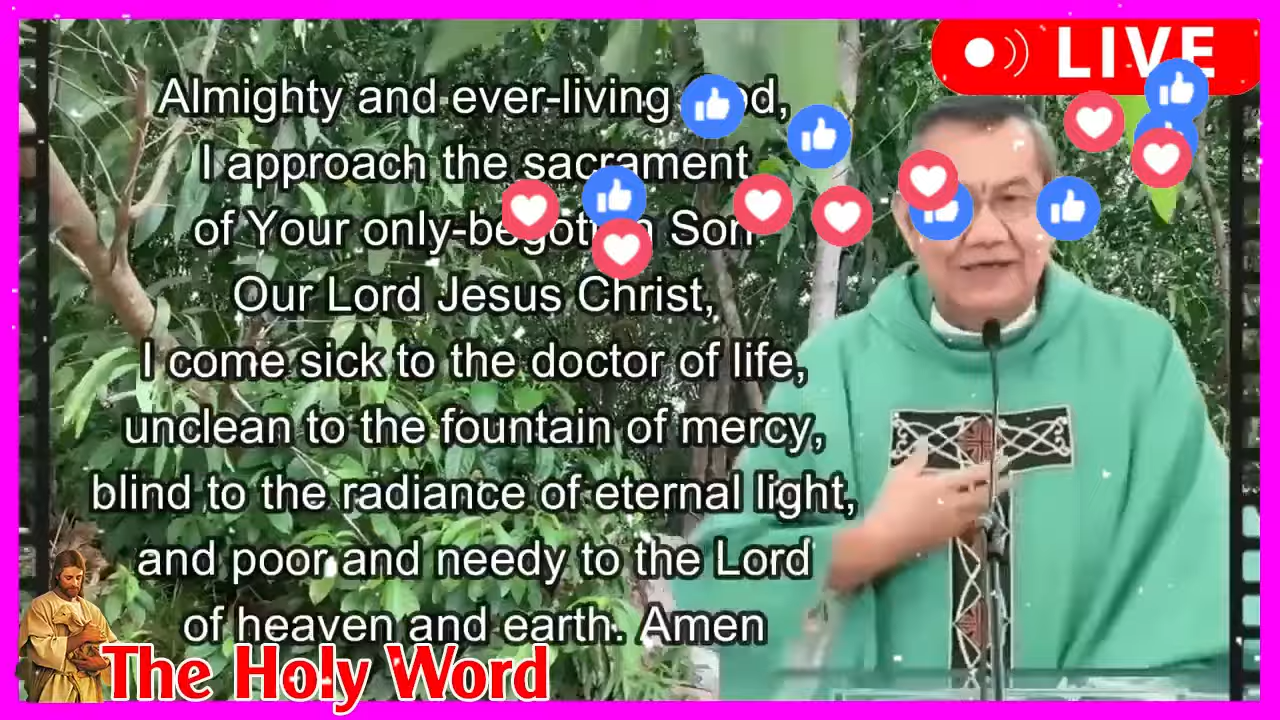 LIVE
Almighty and ever-living God,
I approach the sacrament
of Your only-begotten Son
Our Lord Jesus Christ,
I come sick to the doctor of life,
unclean to the fountain of mercy,
blind to the radiance of eternal light,
and poor and needy to the Lord
of heaven and earth. Amen
The Holy Word